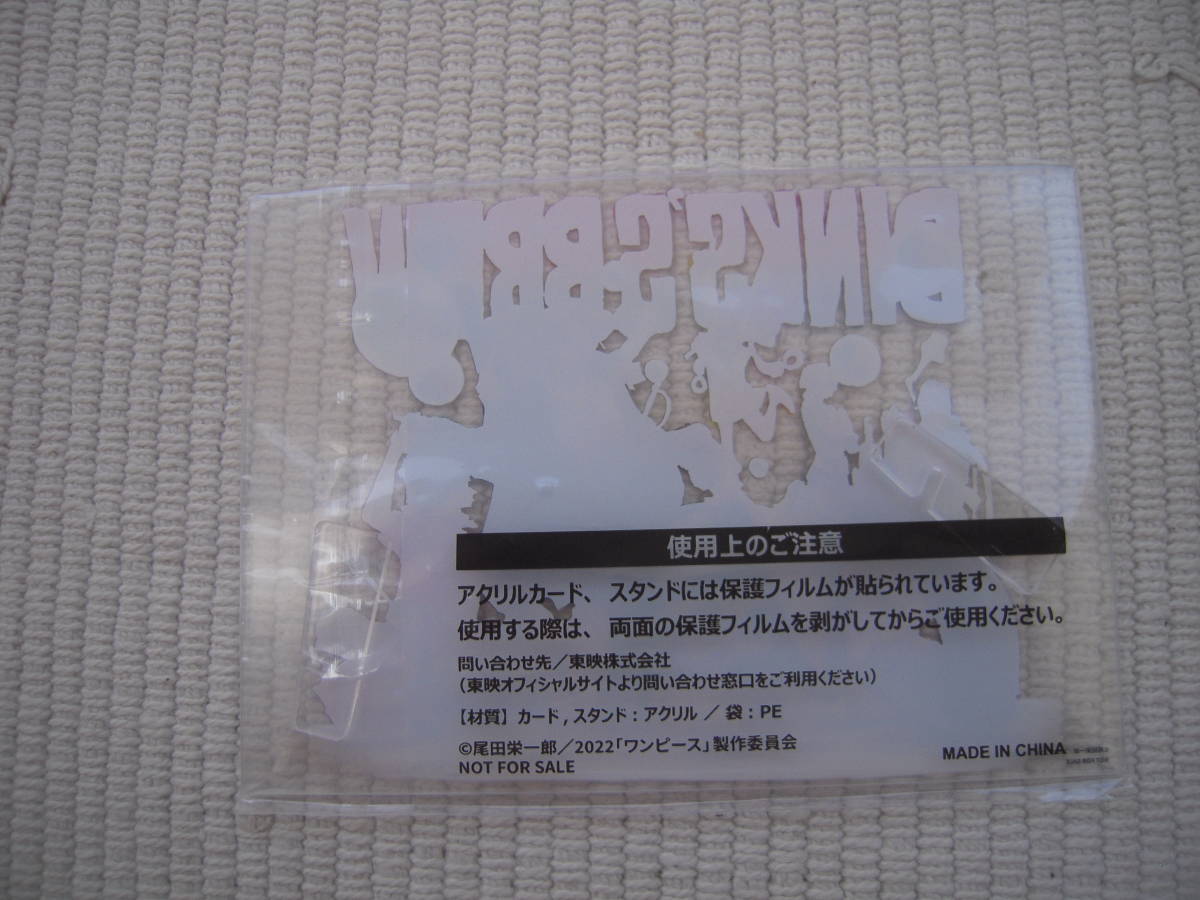 使用上のご注意
アクリルカード、スタンドには保護フィルムが貼られています。
使用する際は、両面の保護フィルムを剥がしてからご使用ください。
問い合わせ先／東映株式会社
（東映オフィシャルサイトより問い合わせ窓口をご利用ください）
【材質】カード,スタンド：アクリル ／ 袋：PE
©尾田栄一郎／2022「ワンピース」製作委員会
NOT FOR SALE
MADE IN CHINA